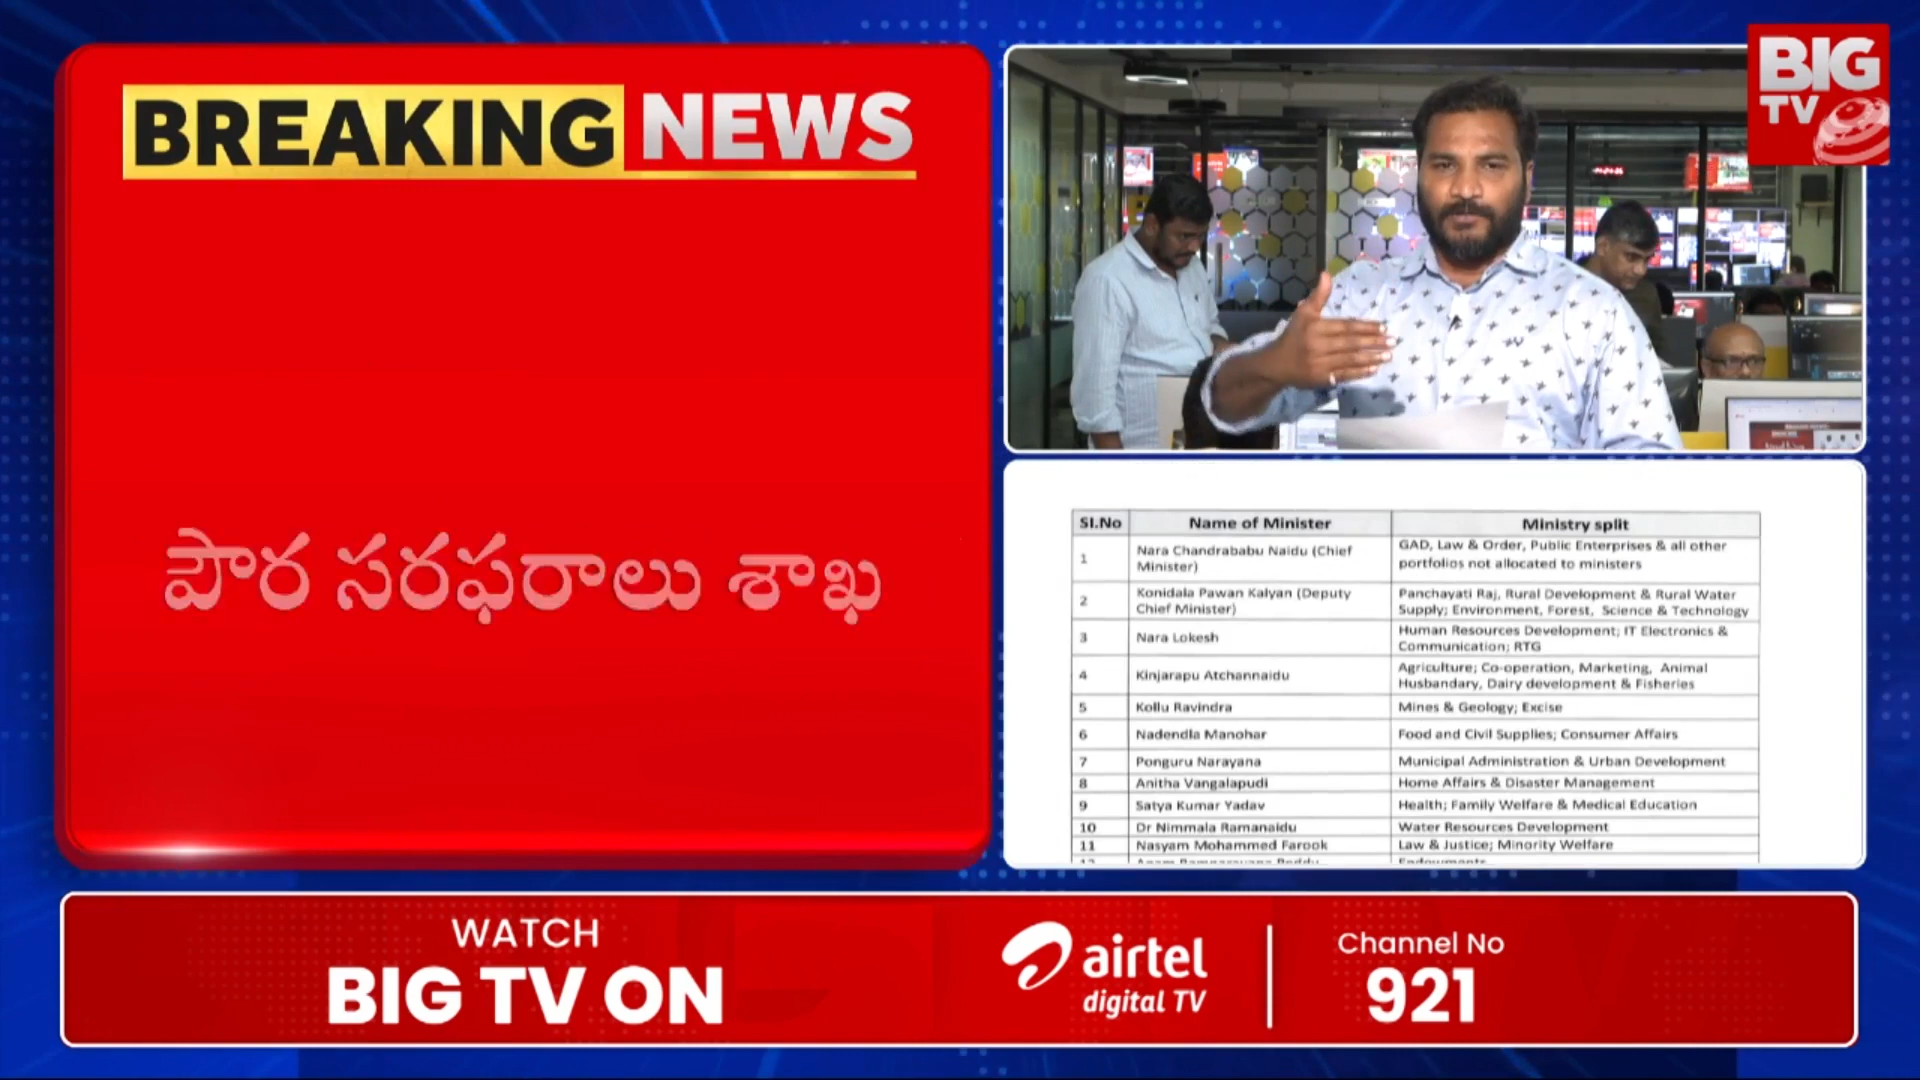 BREAKING NEWS
పౌర సరఫరాలు శాఖ
BIG
TV
Sl.No Name of Minister Ministry split
1 Nara Chandrababu Naidu (Chief Minister) GAD, Law & Order, Public Enterprises & all other portfolios not allocated to ministers
2 Konidala Pawan Kalyan (Deputy Chief Minister) Panchayati Raj, Rural Development & Rural Water Supply; Environment, Forest, Science & Technology
3 Nara Lokesh Human Resources Development; IT Electronics & Communication; RTG
4 Kinjarapu Atchannaidu Agriculture; Co-operation, Marketing, Animal Husbandary, Dairy development & Fisheries
5 Kollu Ravindra Mines & Geology; Excise
6 Nadendla Manohar Food and Civil Supplies; Consumer Affairs
7 Ponguru Narayana Municipal Administration & Urban Development
8 Anitha Vangalapudi Home Affairs & Disaster Management
9 Satya Kumar Yadav Health; Family Welfare & Medical Education
10 Dr Nimmala Ramanaidu Water Resources Development
11 Nasyam Mohammed Farook Law & Justice; Minority Welfare
WATCH
BIG TV ON
airtel
digital TV
Channel No
921